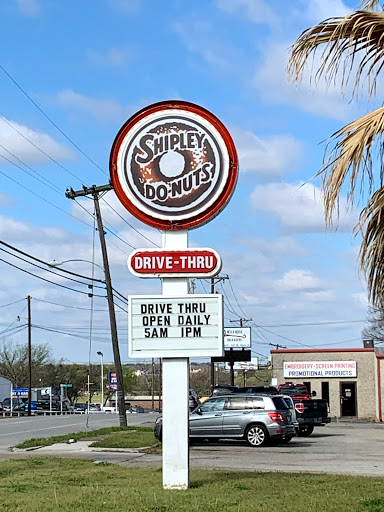 SHIPLEY
DO-NUTS
DRIVE-THRU
DRIVE THRU
OPEN DAILY
5AM 1PM
EMBROIDERY-SCREEN PRINTING
PROMOTIONAL PRODUCTS